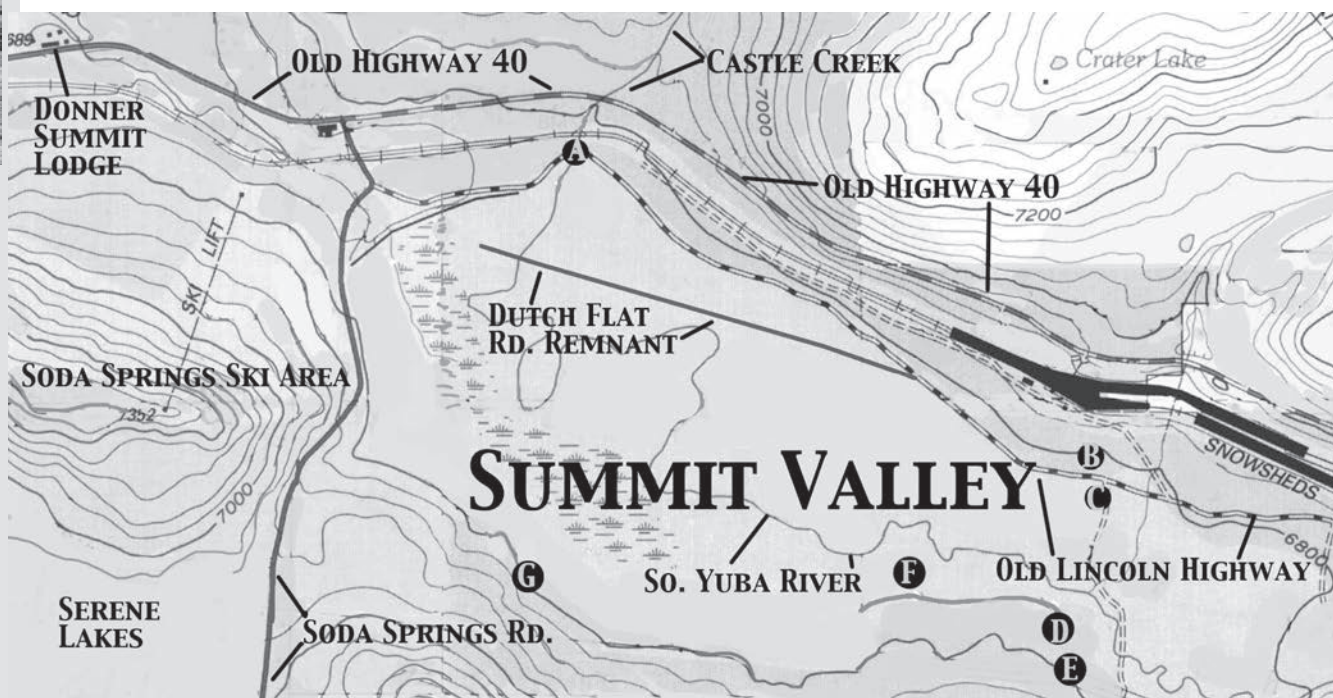 689
OLD HIGHWAY 40
CASTLE CREEK
Crater Lake
DONNER
SUMMIT
LODGE
7000
A
OLD HIGHWAY 40
7200
SKI LIFT
DUTCH FLAT
RD. REMNANT
SODA SPRINGS SKI AREA
7352
SUMMIT VALLEY
B
SNOWSHEDS
C
7000
6800
G
SO. YUBA RIVER
F
OLD LINCOLN HIGHWAY
SERENE
LAKES
SODA SPRINGS RD.
D
E